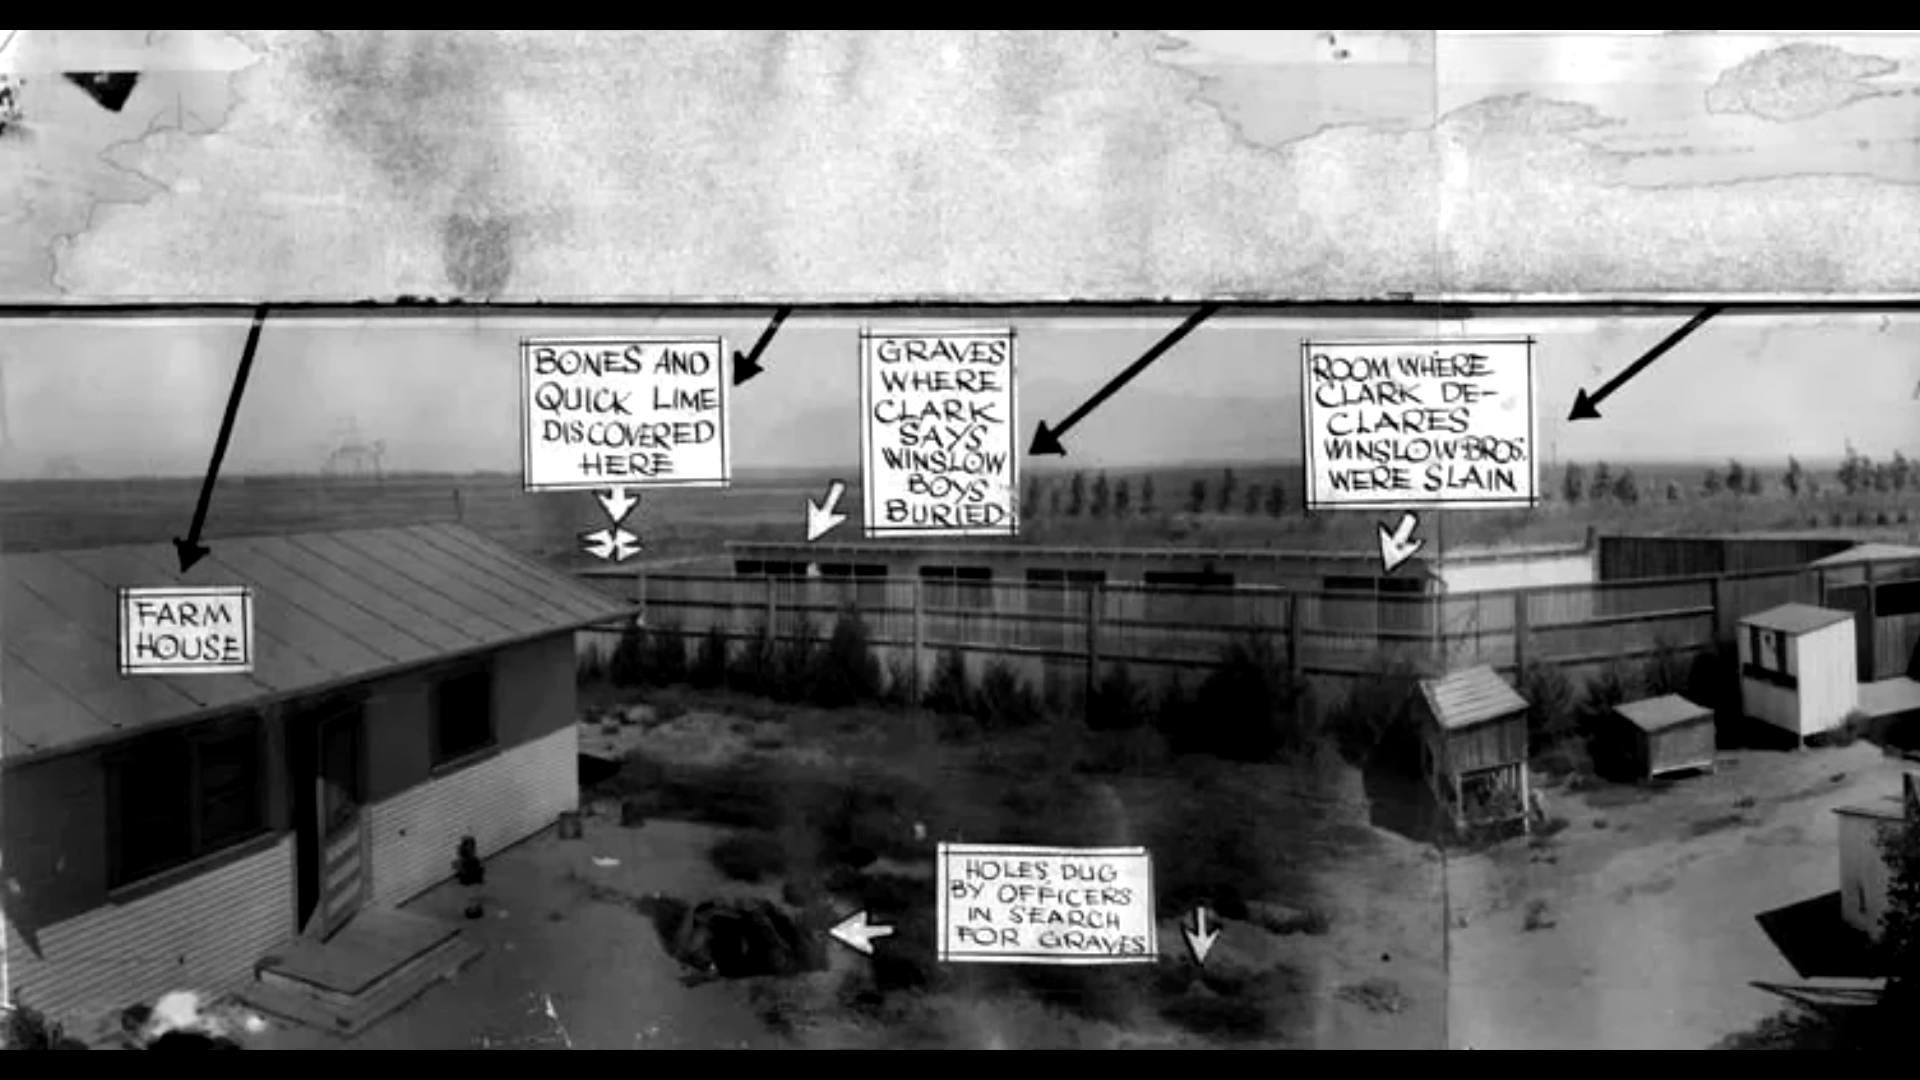 BONES AND
QUICK LIME
DISCOVERED
HERE
GRAVES
WHERE
CLARK
SAYS
WINSLOW
BOYS
BURIED
ROOM WHERE
CLARK DE-
CLARES
WINSLOW BROS.
WERE SLAIN
FARM
HOUSE
HOLES DUG
BY OFFICERS
IN SEARCH
FOR GRAVES